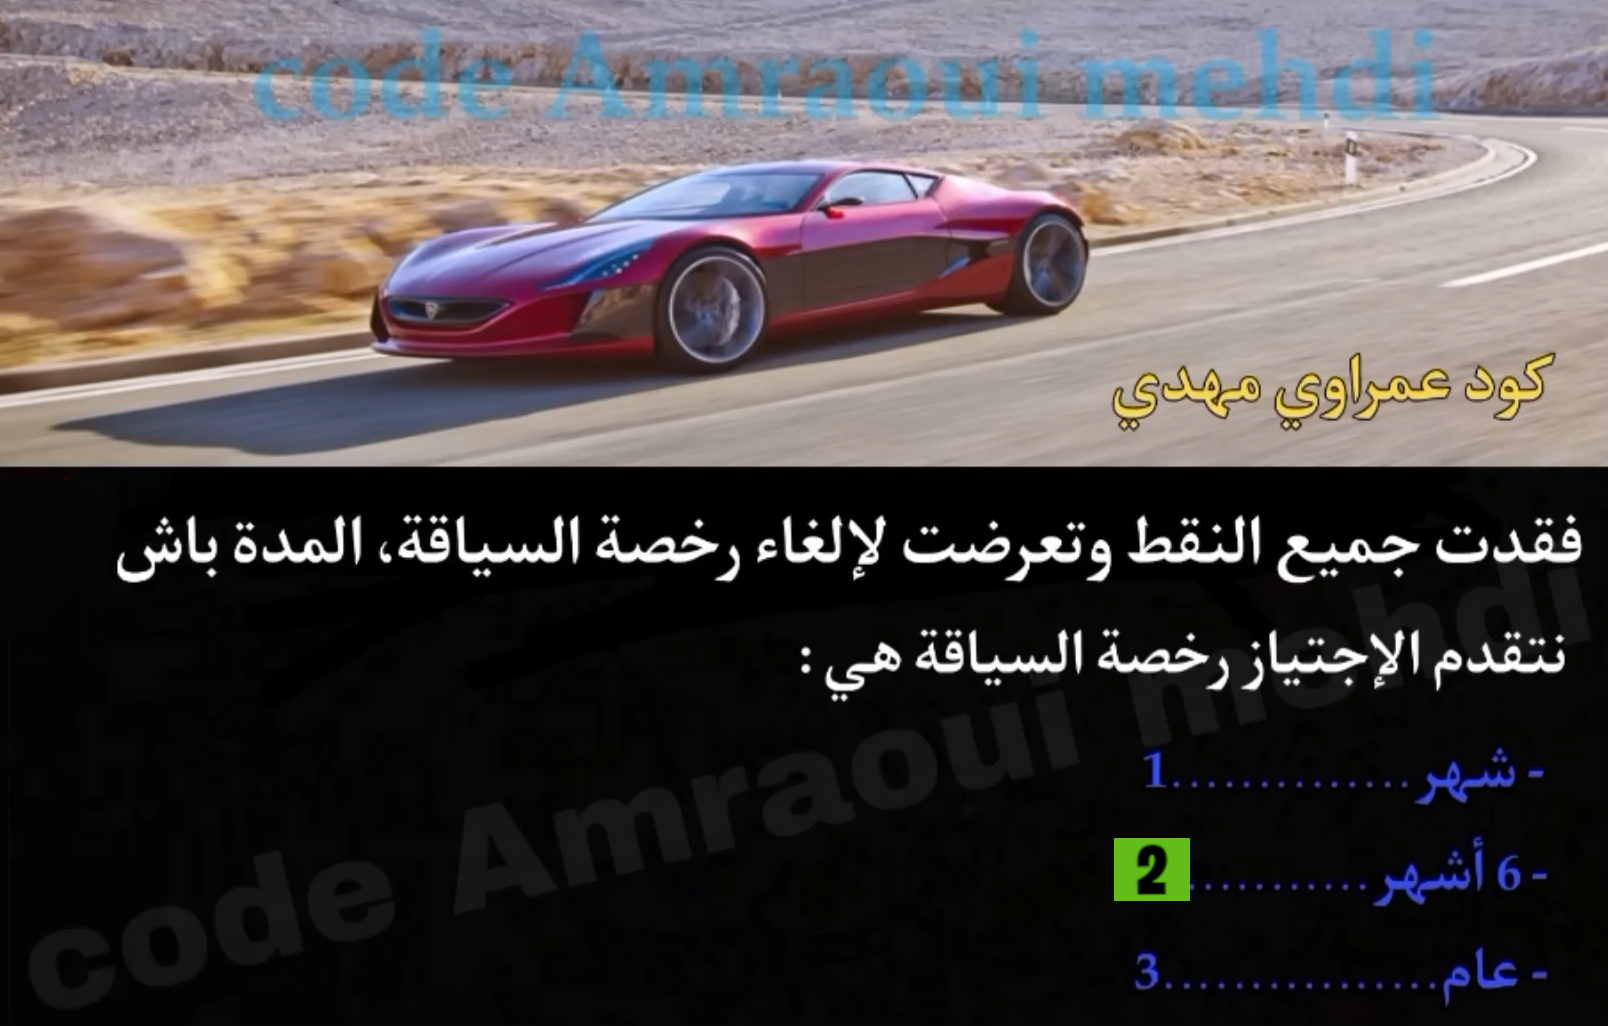 code Amraoui mehdi
كود عمراوي مهدي
فقدت جميع النقط وتعرضت لإلغاء رخصة السياقة، المدة باش
نتقدم الإجتياز رخصة السياقة هي :
- شهر..............1
- 6 أشهر...........2
- عام................3
code Amraoui mehdi